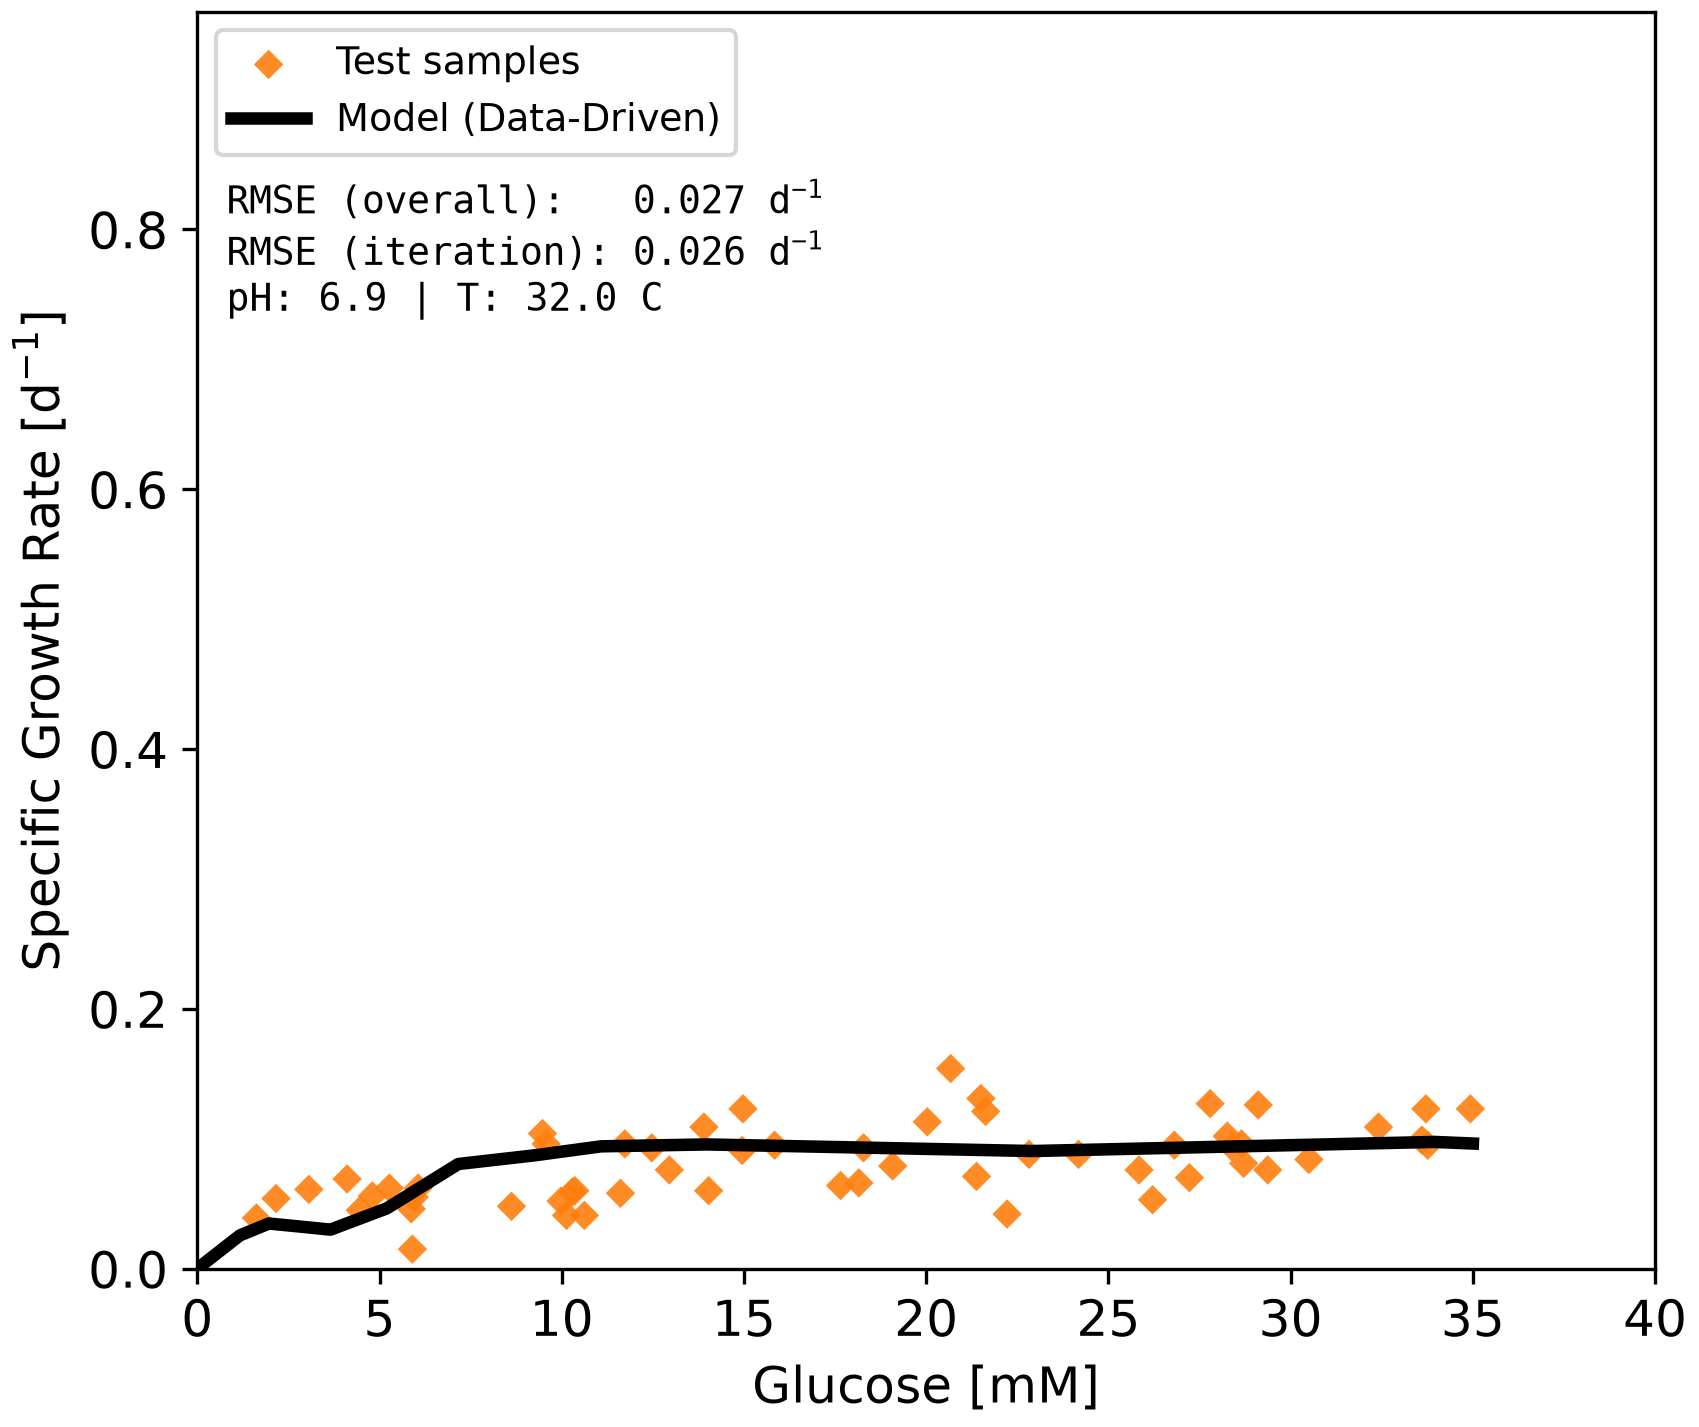 Test samples
Model (Data-Driven)
RMSE (overall):   0.027 d⁻¹
RMSE (iteration): 0.026 d⁻¹
pH: 6.9 | T: 32.0 C
Specific Growth Rate [d⁻¹]
0.8
0.6
0.4
0.2
0.0
0 5 10 15 20 25 30 35 40
Glucose [mM]